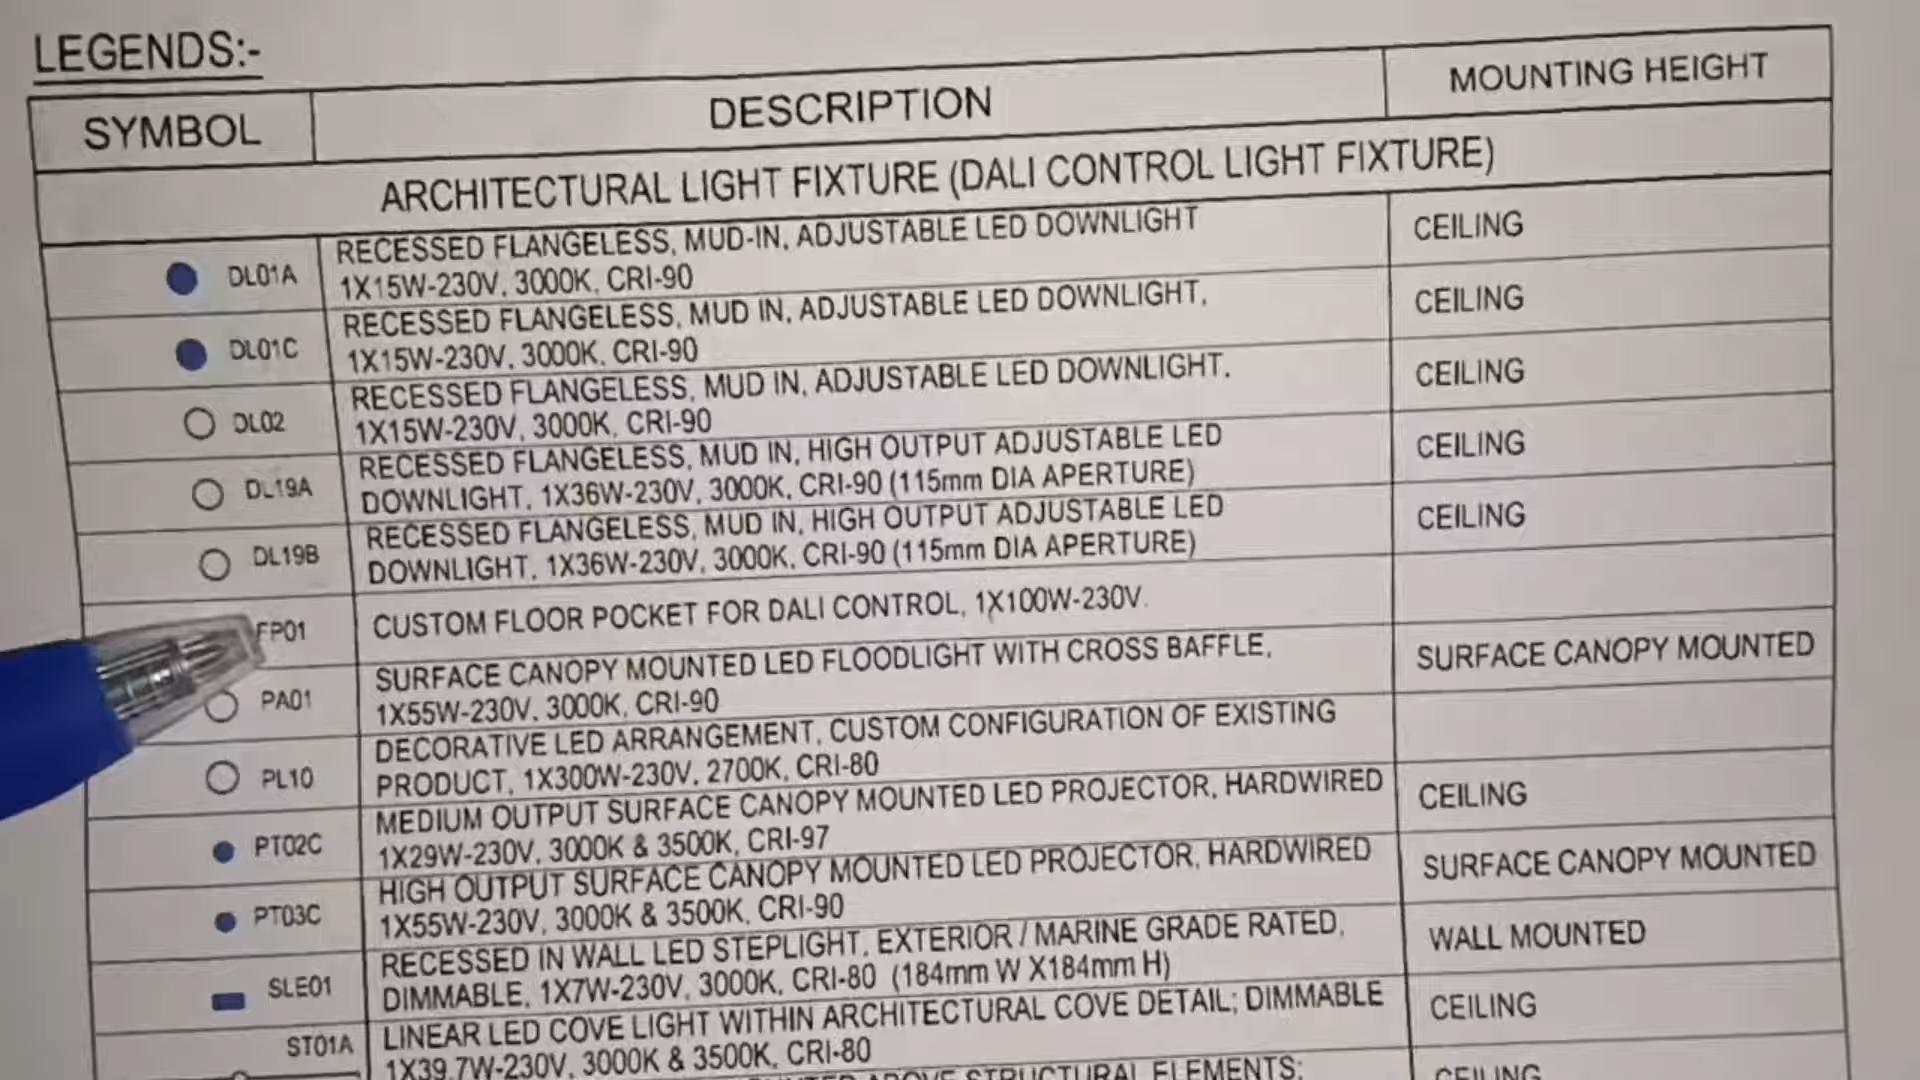 LEGENDS:-
SYMBOL
DESCRIPTION
MOUNTING HEIGHT
ARCHITECTURAL LIGHT FIXTURE (DALI CONTROL LIGHT FIXTURE)
DL01A
RECESSED FLANGELESS, MUD-IN, ADJUSTABLE LED DOWNLIGHT
1X15W-230V, 3000K, CRI-90
CEILING
DL01C
RECESSED FLANGELESS, MUD IN, ADJUSTABLE LED DOWNLIGHT,
1X15W-230V, 3000K, CRI-90
CEILING
DL02
RECESSED FLANGELESS, MUD IN, ADJUSTABLE LED DOWNLIGHT.
1X15W-230V, 3000K, CRI-90
CEILING
DL19A
RECESSED FLANGELESS, MUD IN, HIGH OUTPUT ADJUSTABLE LED
DOWNLIGHT, 1X36W-230V, 3000K, CRI-90 (115mm DIA APERTURE)
CEILING
DL19B
RECESSED FLANGELESS, MUD IN, HIGH OUTPUT ADJUSTABLE LED
DOWNLIGHT, 1X36W-230V, 3000K, CRI-90 (115mm DIA APERTURE)
CEILING
FP01
CUSTOM FLOOR POCKET FOR DALI CONTROL, 1X100W-230V.
PA01
SURFACE CANOPY MOUNTED LED FLOODLIGHT WITH CROSS BAFFLE,
1X55W-230V, 3000K, CRI-90
SURFACE CANOPY MOUNTED
PL10
DECORATIVE LED ARRANGEMENT, CUSTOM CONFIGURATION OF EXISTING
PRODUCT, 1X300W-230V, 2700K, CRI-80
PT02C
MEDIUM OUTPUT SURFACE CANOPY MOUNTED LED PROJECTOR, HARDWIRED
1X29W-230V, 3000K & 3500K, CRI-97
CEILING
PT03C
HIGH OUTPUT SURFACE CANOPY MOUNTED LED PROJECTOR, HARDWIRED
1X55W-230V, 3000K & 3500K, CRI-90
SURFACE CANOPY MOUNTED
SLE01
RECESSED IN WALL LED STEPLIGHT, EXTERIOR / MARINE GRADE RATED,
DIMMABLE, 1X7W-230V, 3000K, CRI-80 (184mm W X184mm H)
WALL MOUNTED
ST01A
LINEAR LED COVE LIGHT WITHIN ARCHITECTURAL COVE DETAIL; DIMMABLE
1X39.7W-230V, 3000K & 3500K, CRI-80
CEILING
ABOVE STRUCTURAL ELEMENTS;
CEILING